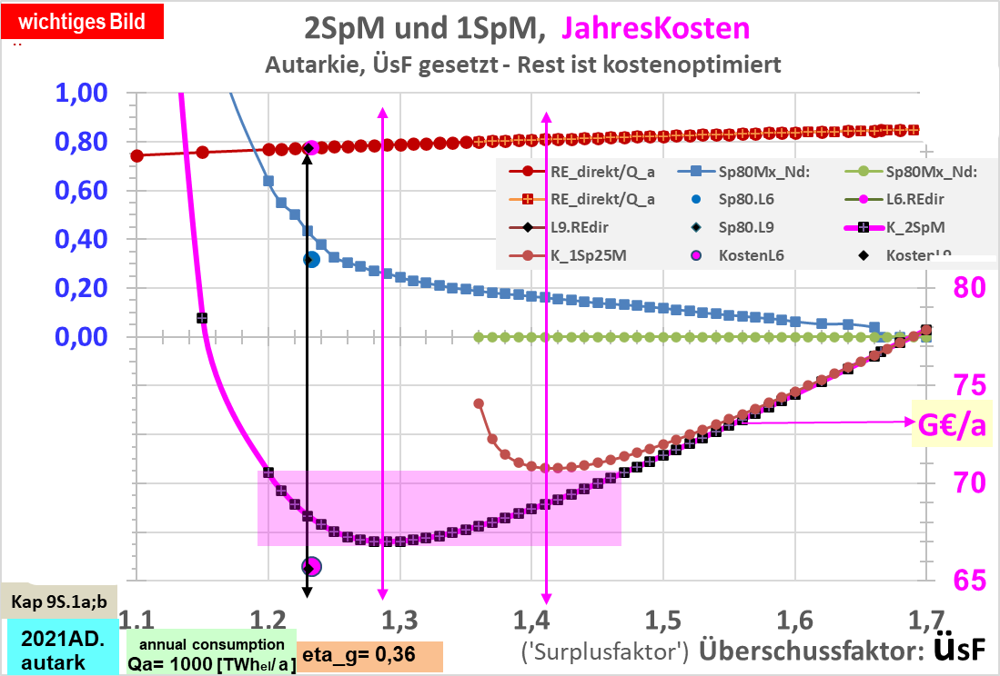 wichtiges Bild
2SpM und 1SpM, JahresKosten
Autarkie, ÜsF gesetzt - Rest ist kostenoptimiert
1,00
0,80
0,60
0,40
0,20
0,00
RE_direkt/Q_a
Sp80Mx_Nd:
Sp80Mx_Nd:
RE_direkt/Q_a
Sp80.L6
L6.REdir
L9.REdir
Sp80.L9
K_2SpM
K_1Sp25M
KostenL6
KostenL9
80
75
G€/a
70
65
Kap 9S.1a;b
1,1
1,2
1,3
1,4
1,5
1,6
1,7
2021AD.
autark
annual consumption
Qa= 1000 [TWhel/a]
eta_g= 0,36
('Surplusfaktor') Überschussfaktor: ÜsF